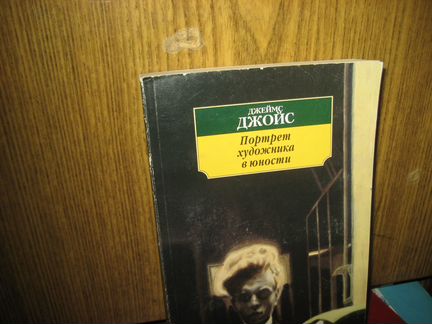 ДЖЕЙМС
ДЖОЙС
Портрет
художника
в юности